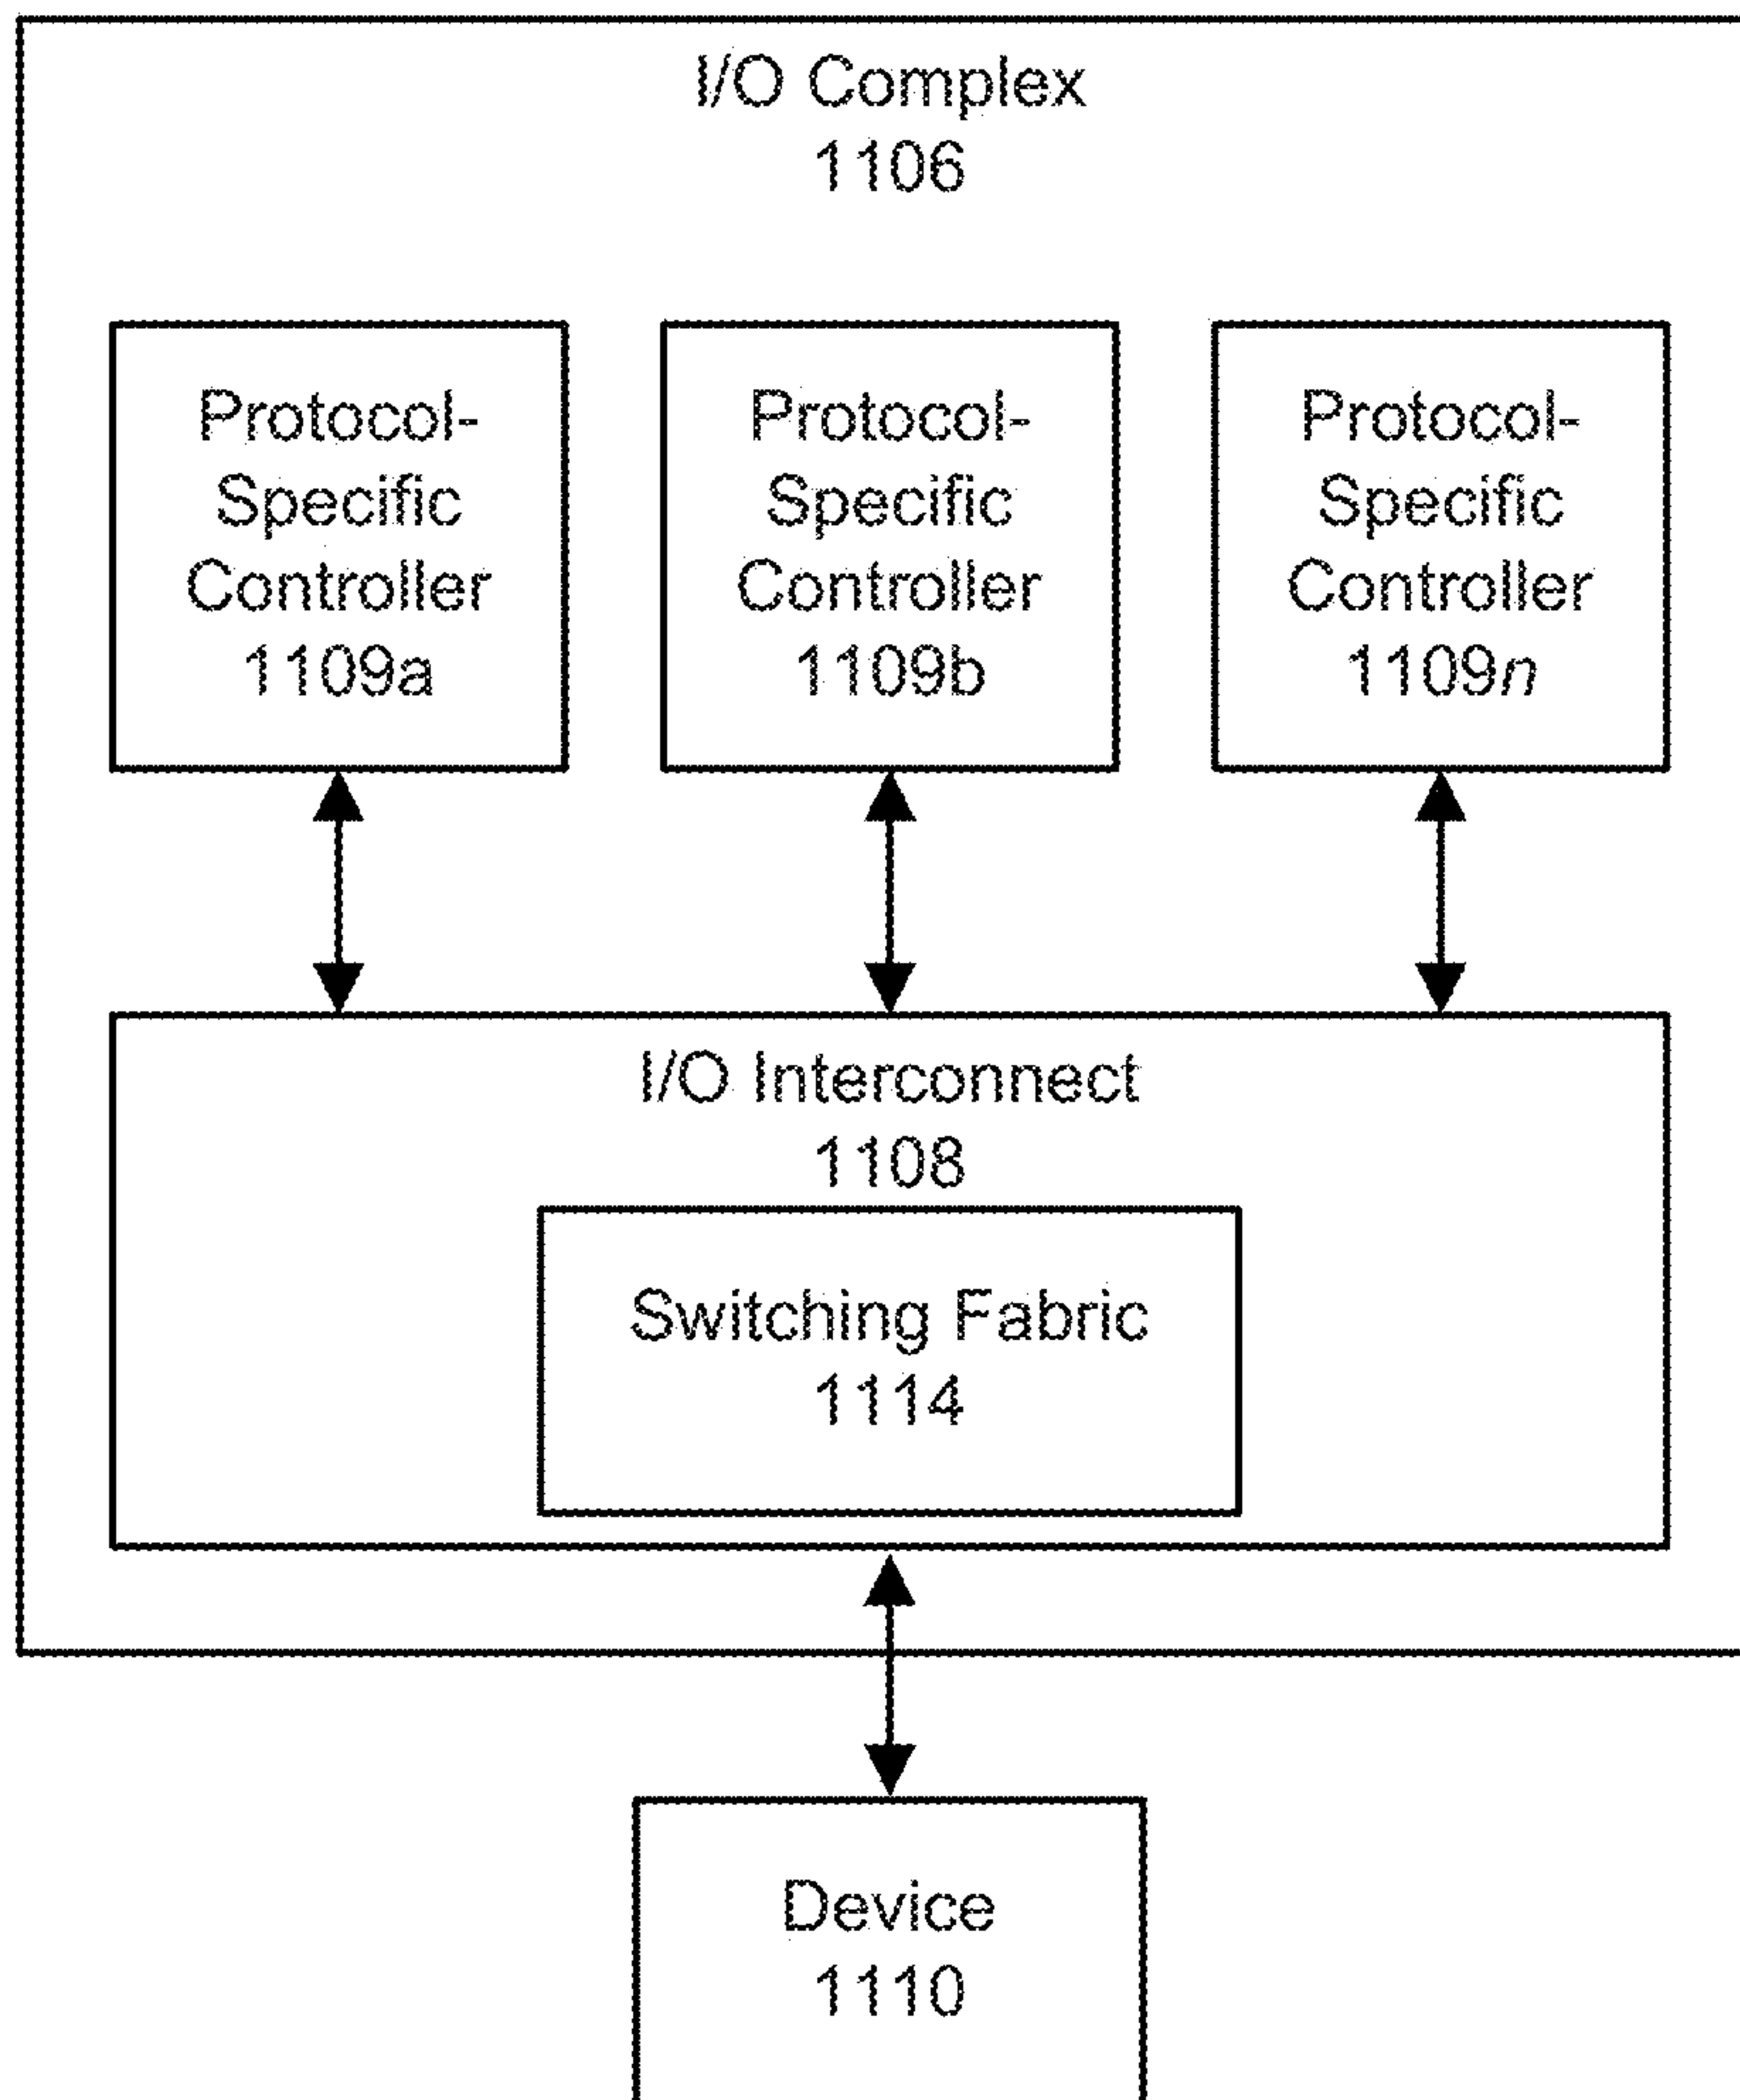 I/O Complex
1106
Protocol-
Specific
Controller
1109a
Protocol-
Specific
Controller
1109b
Protocol-
Specific
Controller
1109n
I/O Interconnect
1108
Switching Fabric
1114
Device
1110